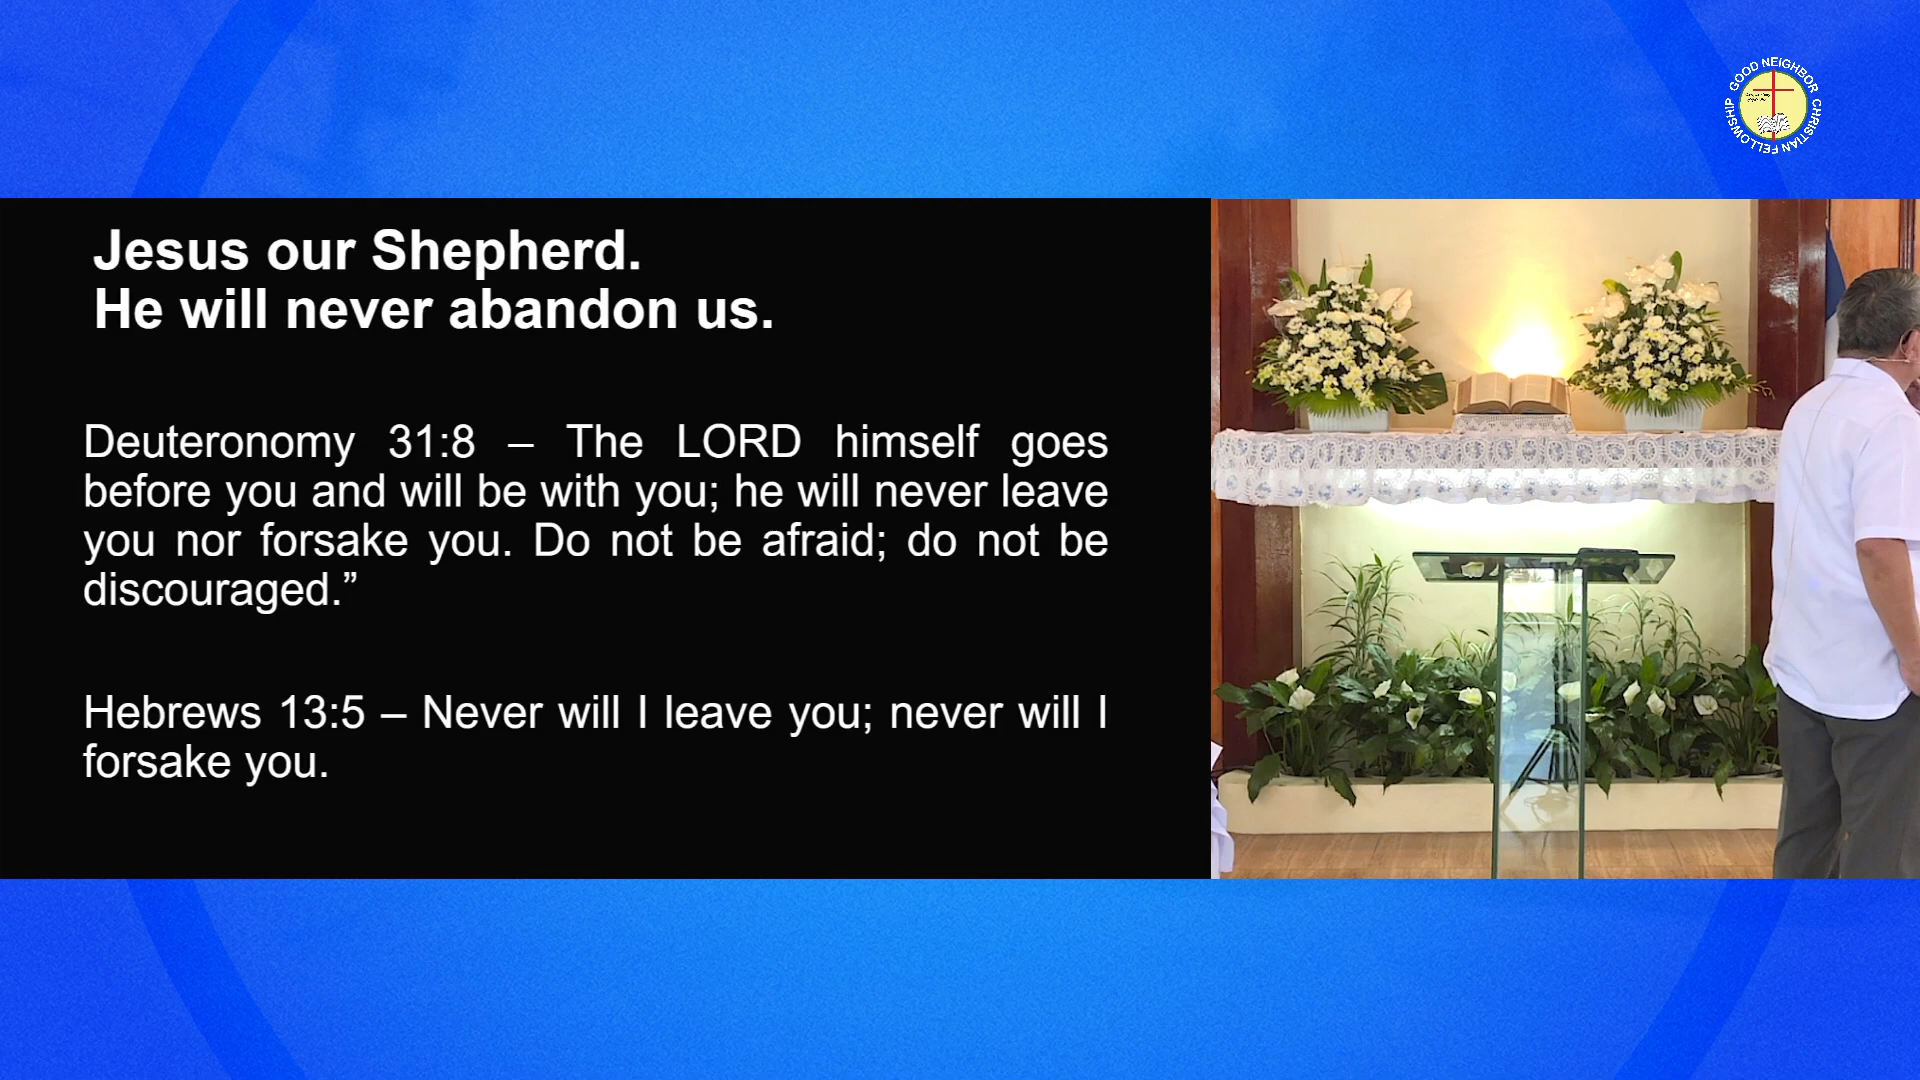 GOOD NEIGHBOR CHRISTIAN FELLOWSHIP
Jesus our Shepherd.
He will never abandon us.
Deuteronomy 31:8 – The LORD himself goes
before you and will be with you; he will never leave
you nor forsake you. Do not be afraid; do not be
discouraged.”
Hebrews 13:5 – Never will I leave you; never will I
forsake you.